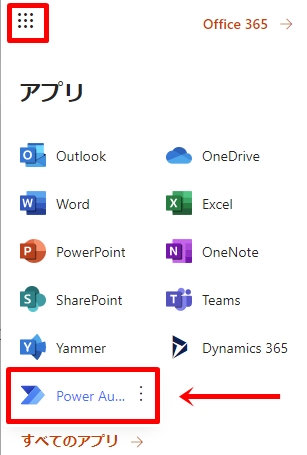 Office 365 →
アプリ
Outlook OneDrive
Word Excel
PowerPoint OneNote
SharePoint Teams
Yammer Dynamics 365
Power Au...
すべてのアプリ →